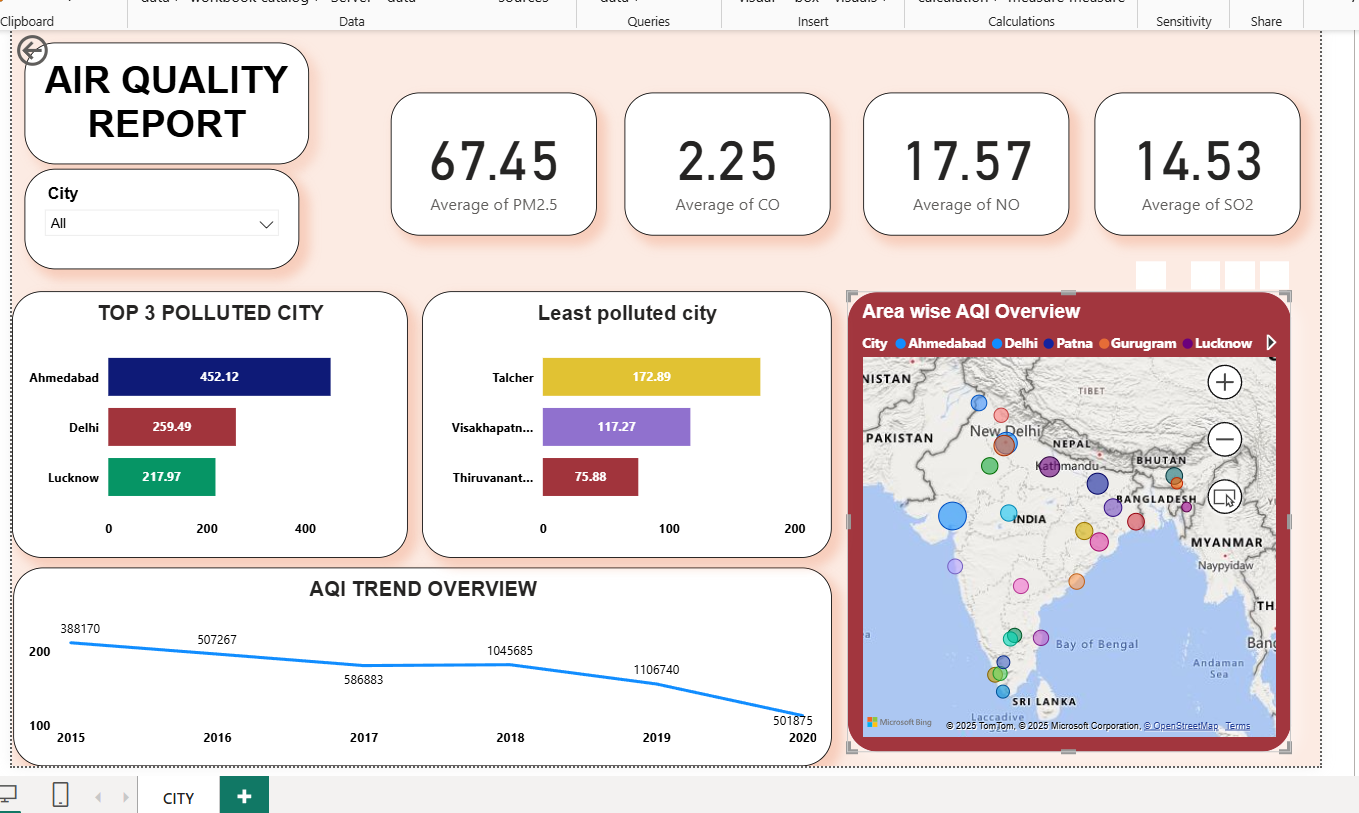 Clipboard
Data
Queries
Insert
Calculations
Sensitivity
Share
AIR QUALITY
REPORT
City
All
67.45
Average of PM2.5
2.25
Average of CO
17.57
Average of NO
14.53
Average of SO2
TOP 3 POLLUTED CITY
Ahmedabad
452.12
Delhi
259.49
Lucknow
217.97
0 200 400
Least polluted city
Talcher
172.89
Visakhapatn...
117.27
Thiruvanant...
75.88
0 100 200
Area wise AQI Overview
City Ahmedabad Delhi Patna Gurugram Lucknow
NISTAN
TIBET
PAKISTAN
New Delhi
NEPAL
Kathmandu
BHUTAN
BANGLADESH
INDIA
MYANMAR
Naypyidaw
TH
Bang
Bay of Bengal
Andaman
Sea
SRI LANKA
Laccadive
Microsoft Bing
© 2025 TomTom, © 2025 Microsoft Corporation, © OpenStreetMap Terms
AQI TREND OVERVIEW
200
100
388170
507267
586883
1045685
1106740
501875
2015 2016 2017 2018 2019 2020
CITY